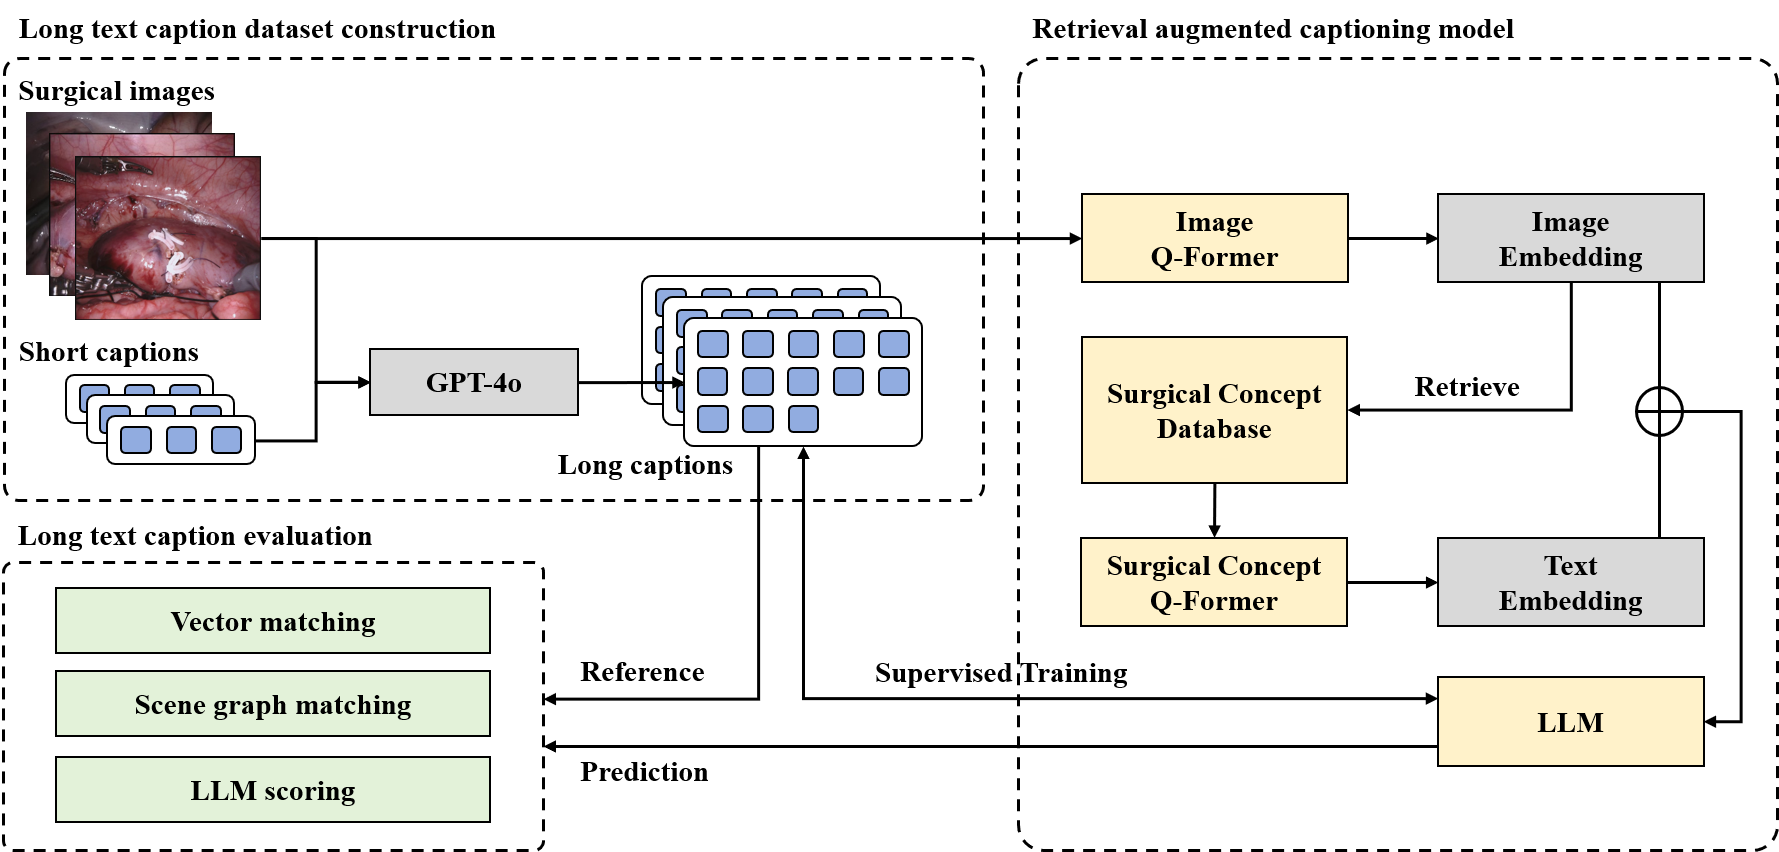 Long text caption dataset construction
Surgical images
Short captions
GPT-4o
Long captions
Retrieval augmented captioning model
Image
Q-Former
Image
Embedding
Surgical Concept
Database
Retrieve
Surgical Concept
Q-Former
Text
Embedding
LLM
Supervised Training
Reference
Prediction
Long text caption evaluation
Vector matching
Scene graph matching
LLM scoring